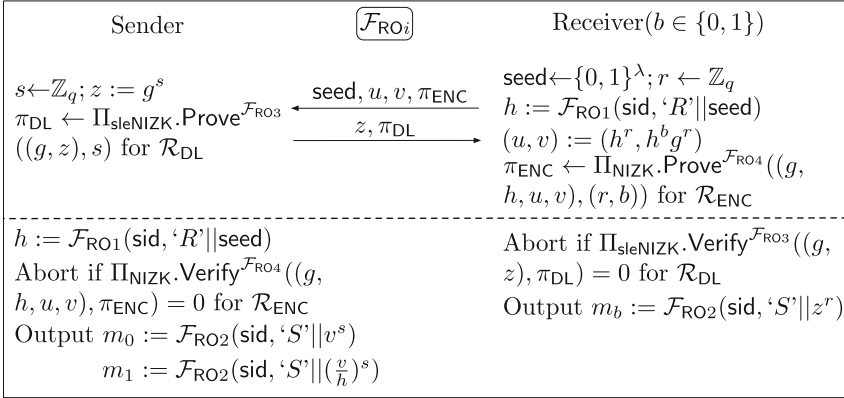 Sender
𝓕_ROi
Receiver(b ∈ {0, 1})
s←ℤ_q; z := g^s
π_DL ← Π_sleNIZK.Prove^{𝓕_RO3}
((g, z), s) for 𝓡_DL
seed, u, v, π_ENC
z, π_DL
seed←{0, 1}^λ; r ← ℤ_q
h := 𝓕_RO1(sid, ‘R’||seed)
(u, v) := (h^r, h^b g^r)
π_ENC ← Π_NIZK.Prove^{𝓕_RO4}((g,
h, u, v), (r, b)) for 𝓡_ENC
h := 𝓕_RO1(sid, ‘R’||seed)
Abort if Π_NIZK.Verify^{𝓕_RO4}((g,
h, u, v), π_ENC) = 0 for 𝓡_ENC
Output m_0 := 𝓕_RO2(sid, ‘S’||v^s)
m_1 := 𝓕_RO2(sid, ‘S’||(v/h)^s)
Abort if Π_sleNIZK.Verify^{𝓕_RO3}((g,
z), π_DL) = 0 for 𝓡_DL
Output m_b := 𝓕_RO2(sid, ‘S’||z^r)